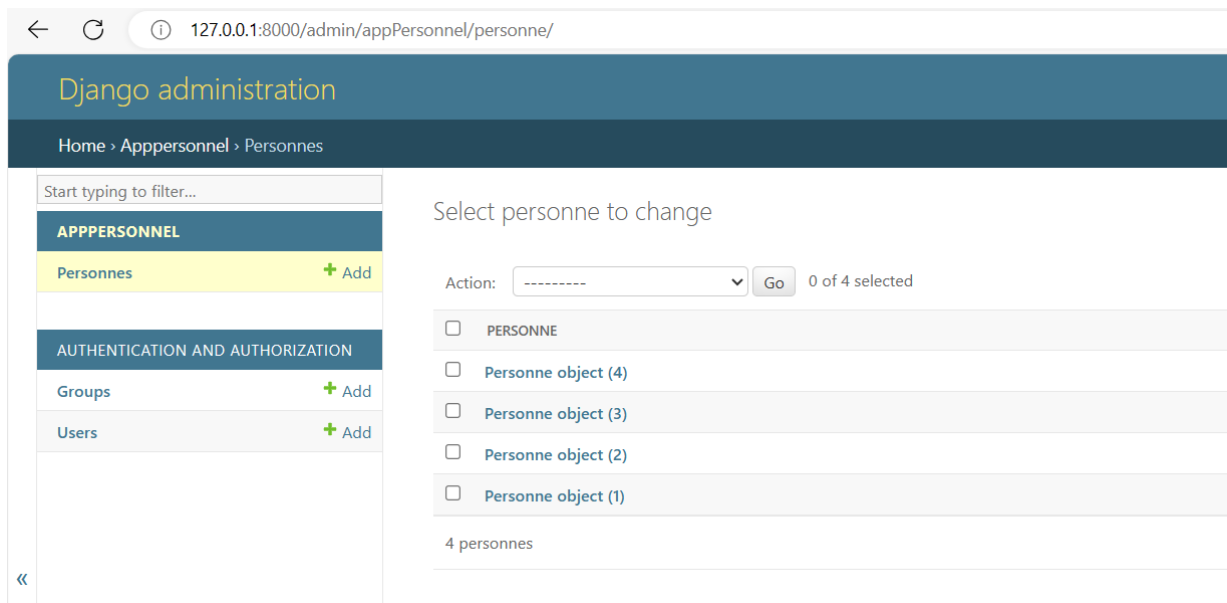 127.0.0.1:8000/admin/appPersonnel/personne/
Django administration
Home › Apppersonnel › Personnes
Start typing to filter...
APPPERSONNEL
Personnes + Add
AUTHENTICATION AND AUTHORIZATION
Groups + Add
Users + Add
«
Select personne to change
Action: --------- Go 0 of 4 selected
PERSONNE
Personne object (4)
Personne object (3)
Personne object (2)
Personne object (1)
4 personnes